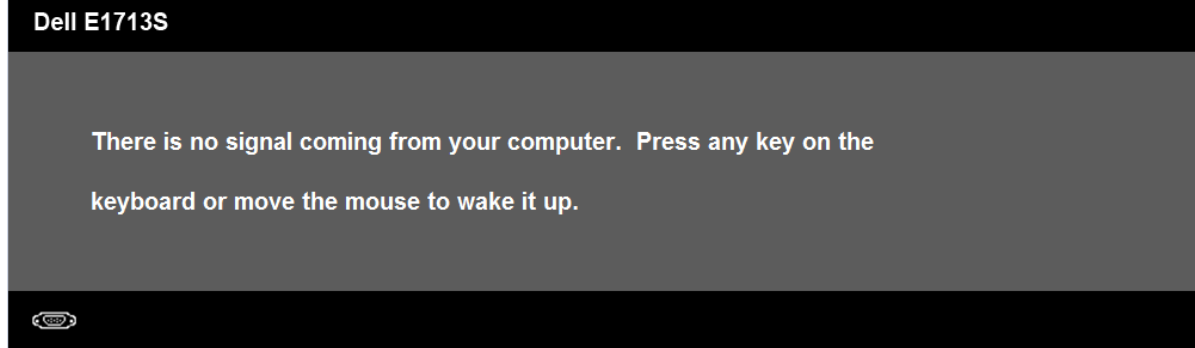 Dell E1713S
There is no signal coming from your computer.  Press any key on the
keyboard or move the mouse to wake it up.